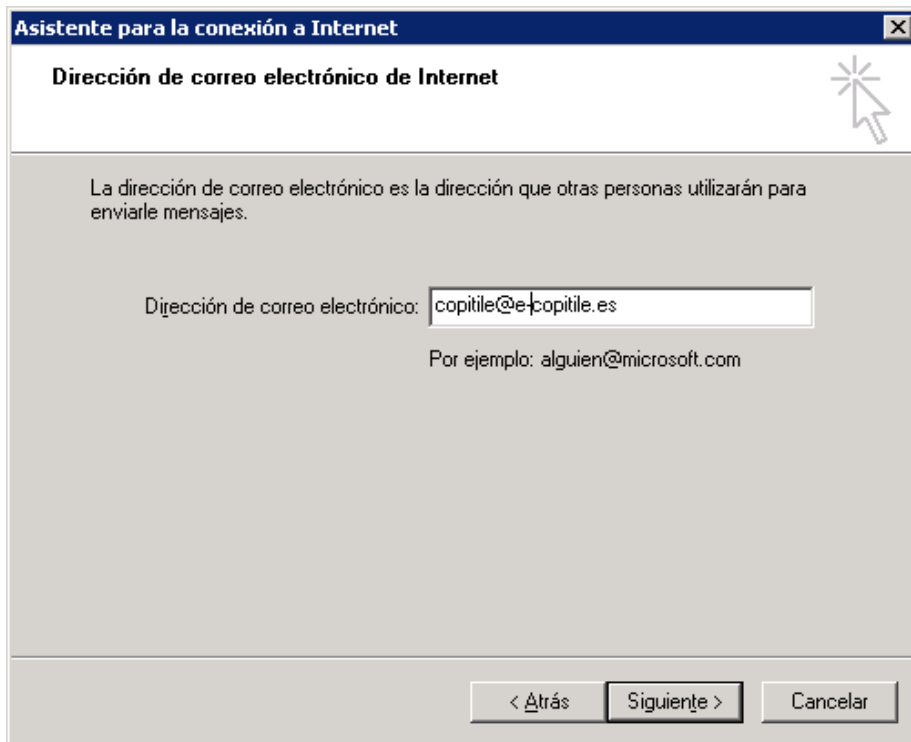 Asistente para la conexión a Internet
Dirección de correo electrónico de Internet
La dirección de correo electrónico es la dirección que otras personas utilizarán para
enviarle mensajes.
Dirección de correo electrónico: copitile@e-copitile.es
Por ejemplo: alguien@microsoft.com
< Atrás Siguiente > Cancelar